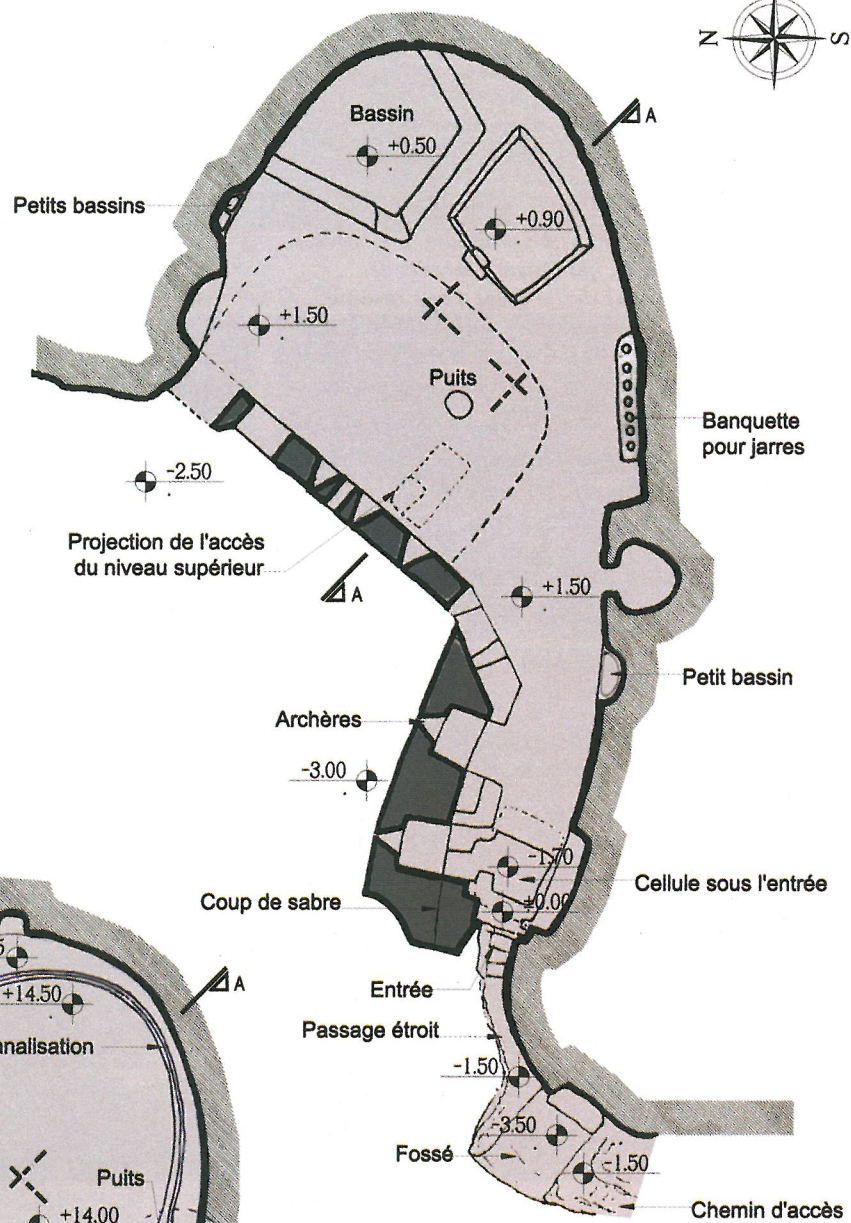 N
S
A
Bassin
+0.50
Petits bassins
+0.90
+1.50
Puits
Banquette
pour jarres
-2.50
Projection de l'accès
du niveau supérieur
A
+1.50
Petit bassin
Archères
-3.00
-1.70
Cellule sous l'entrée
Coup de sabre
±0.00
A
+14.50
Entrée
Passage étroit
-1.50
-3.50
Fossé
-1.50
Puits
Chemin d'accès
+14.00